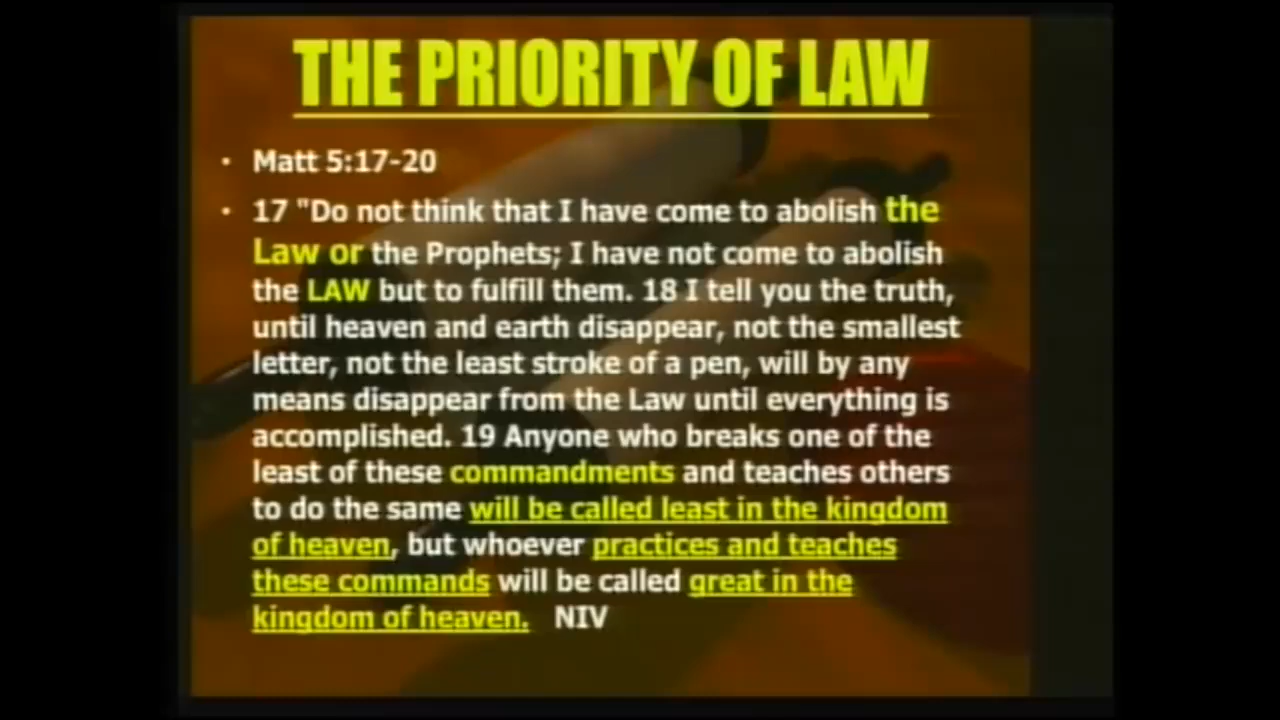 THE PRIORITY OF LAW
• Matt 5:17-20
• 17 "Do not think that I have come to abolish the
Law or the Prophets; I have not come to abolish
the LAW but to fulfill them. 18 I tell you the truth,
until heaven and earth disappear, not the smallest
letter, not the least stroke of a pen, will by any
means disappear from the Law until everything is
accomplished. 19 Anyone who breaks one of the
least of these commandments and teaches others
to do the same will be called least in the kingdom
of heaven, but whoever practices and teaches
these commands will be called great in the
kingdom of heaven. NIV